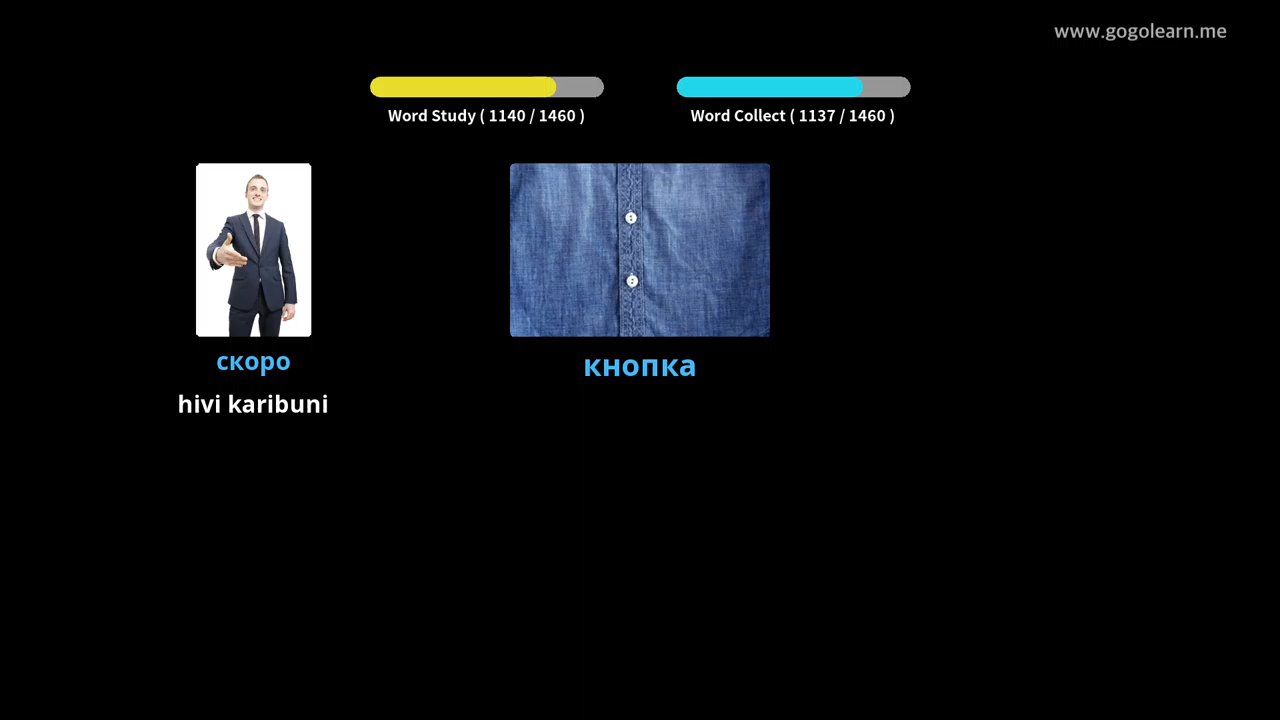 www.gogolearn.me
Word Study ( 1140 / 1460 )
Word Collect ( 1137 / 1460 )
скоро
hivi karibuni
кнопка